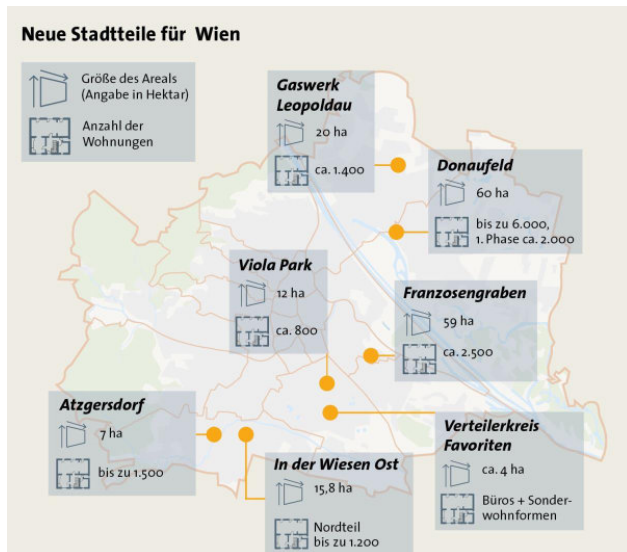 Neue Stadtteile für Wien
Größe des Areals
(Angabe in Hektar)
Anzahl der
Wohnungen
Gaswerk
Leopoldau
20 ha
ca. 1.400
Donaufeld
60 ha
bis zu 6.000,
1. Phase ca. 2.000
Viola Park
12 ha
ca. 800
Franzosengraben
59 ha
ca. 2.500
Atzgersdorf
7 ha
bis zu 1.500
In der Wiesen Ost
15,8 ha
Nordteil
bis zu 1.200
Verteilerkreis
Favoriten
ca. 4 ha
Büros + Sonder-
wohnformen